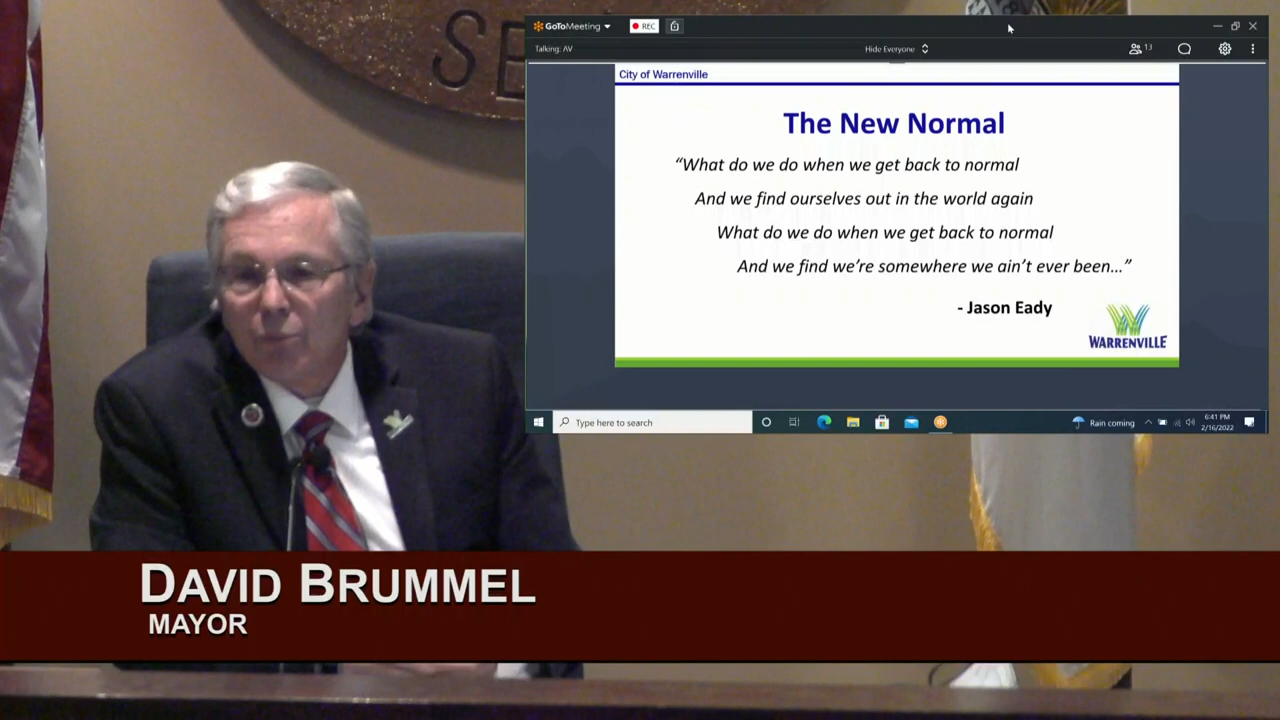 SE
GoToMeeting
REC
Talking: AV
Hide Everyone
13
City of Warrenville
The New Normal
“What do we do when we get back to normal
And we find ourselves out in the world again
What do we do when we get back to normal
And we find we’re somewhere we ain’t ever been…”
- Jason Eady
WARRENVILLE
Type here to search
Rain coming
6:41 PM
2/16/2022
DAVID BRUMMEL
MAYOR